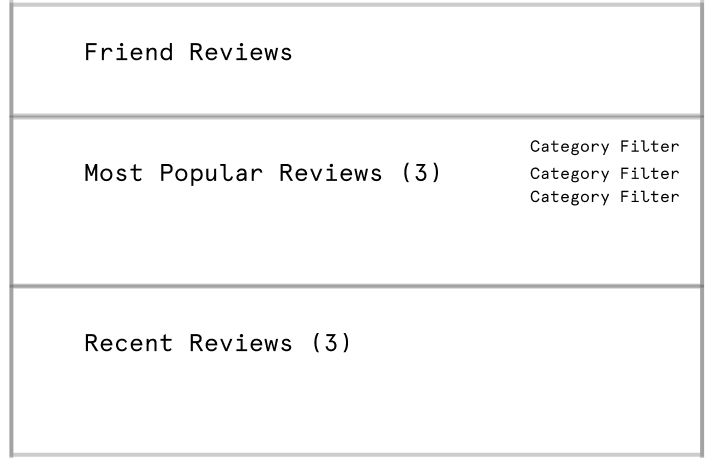 Friend Reviews
Most Popular Reviews (3)
Category Filter
Category Filter
Category Filter
Recent Reviews (3)